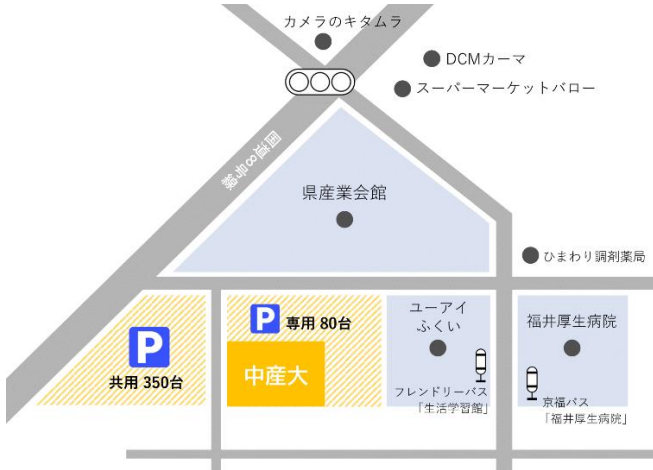 カメラのキタムラ
DCMカーマ
スーパーマーケットバロー
国道8号線
県産業会館
ひまわり調剤薬局
P
共用 350台
P 専用 80台
中産大
ユーアイ
ふくい
フレンドリーバス
「生活学習館」
福井厚生病院
京福バス
「福井厚生病院」